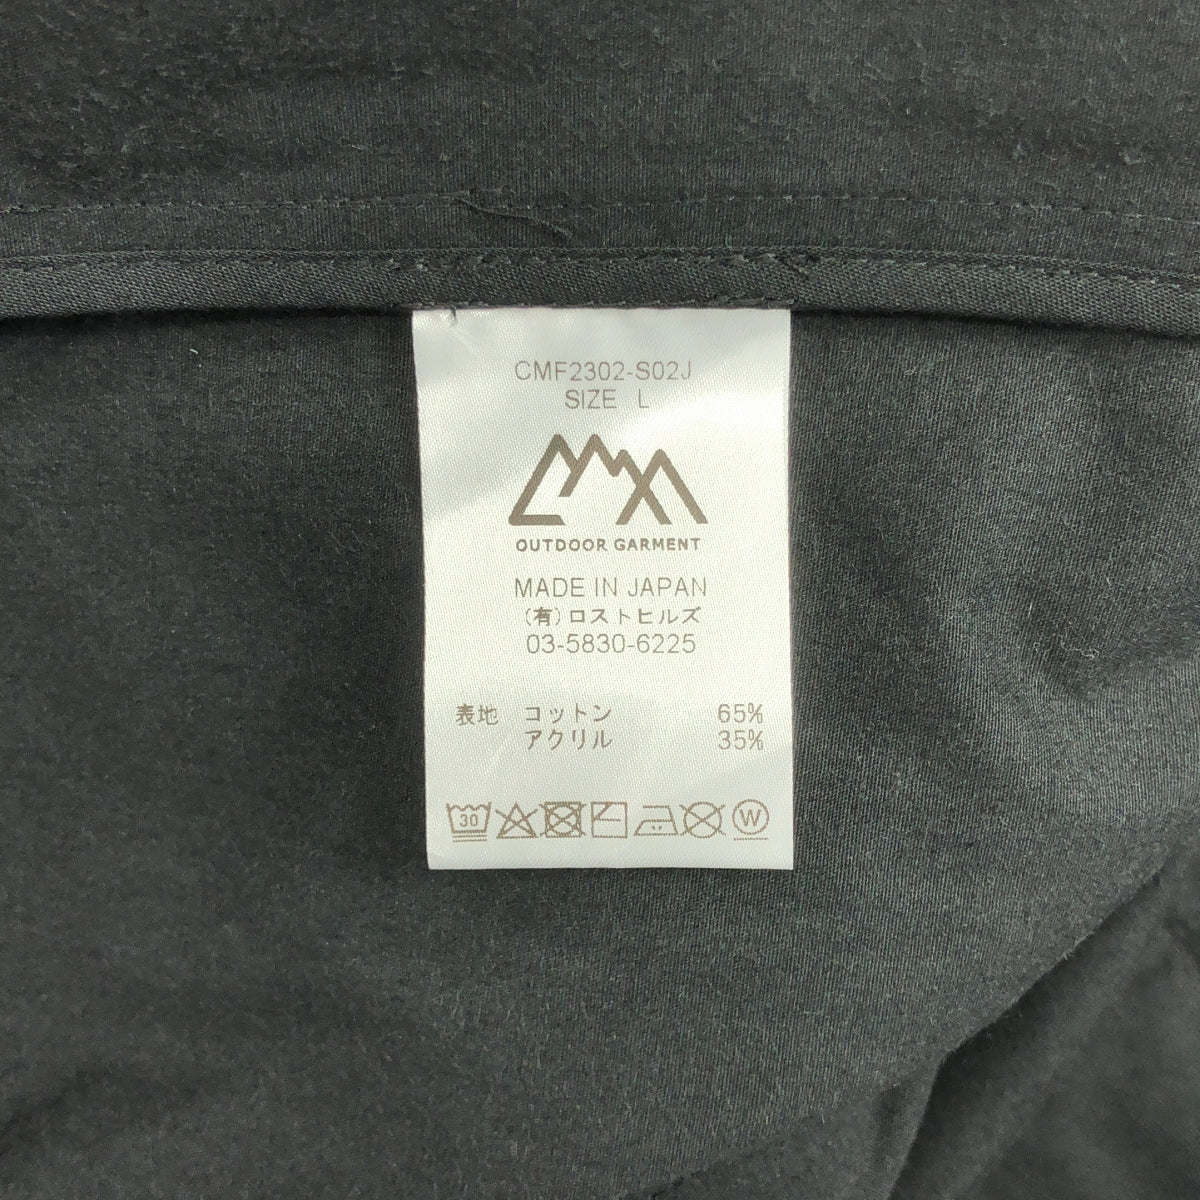 CMF2302-S02J
SIZE L
OUTDOOR GARMENT
MADE IN JAPAN
(有)ロストヒルズ
03-5830-6225
表地 コットン 65%
アクリル 35%
30 W